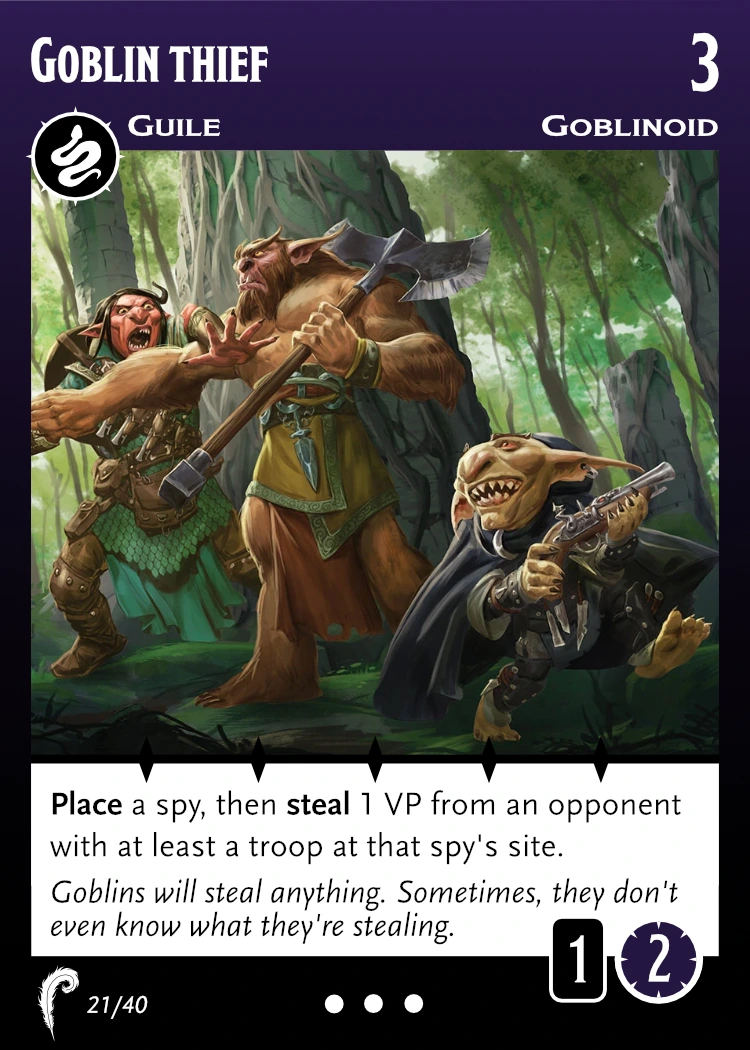 GOBLIN THIEF
3
GUILE
GOBLINOID
Place a spy, then steal 1 VP from an opponent
with at least a troop at that spy's site.
Goblins will steal anything. Sometimes, they don't
even know what they're stealing.
1
2
21/40